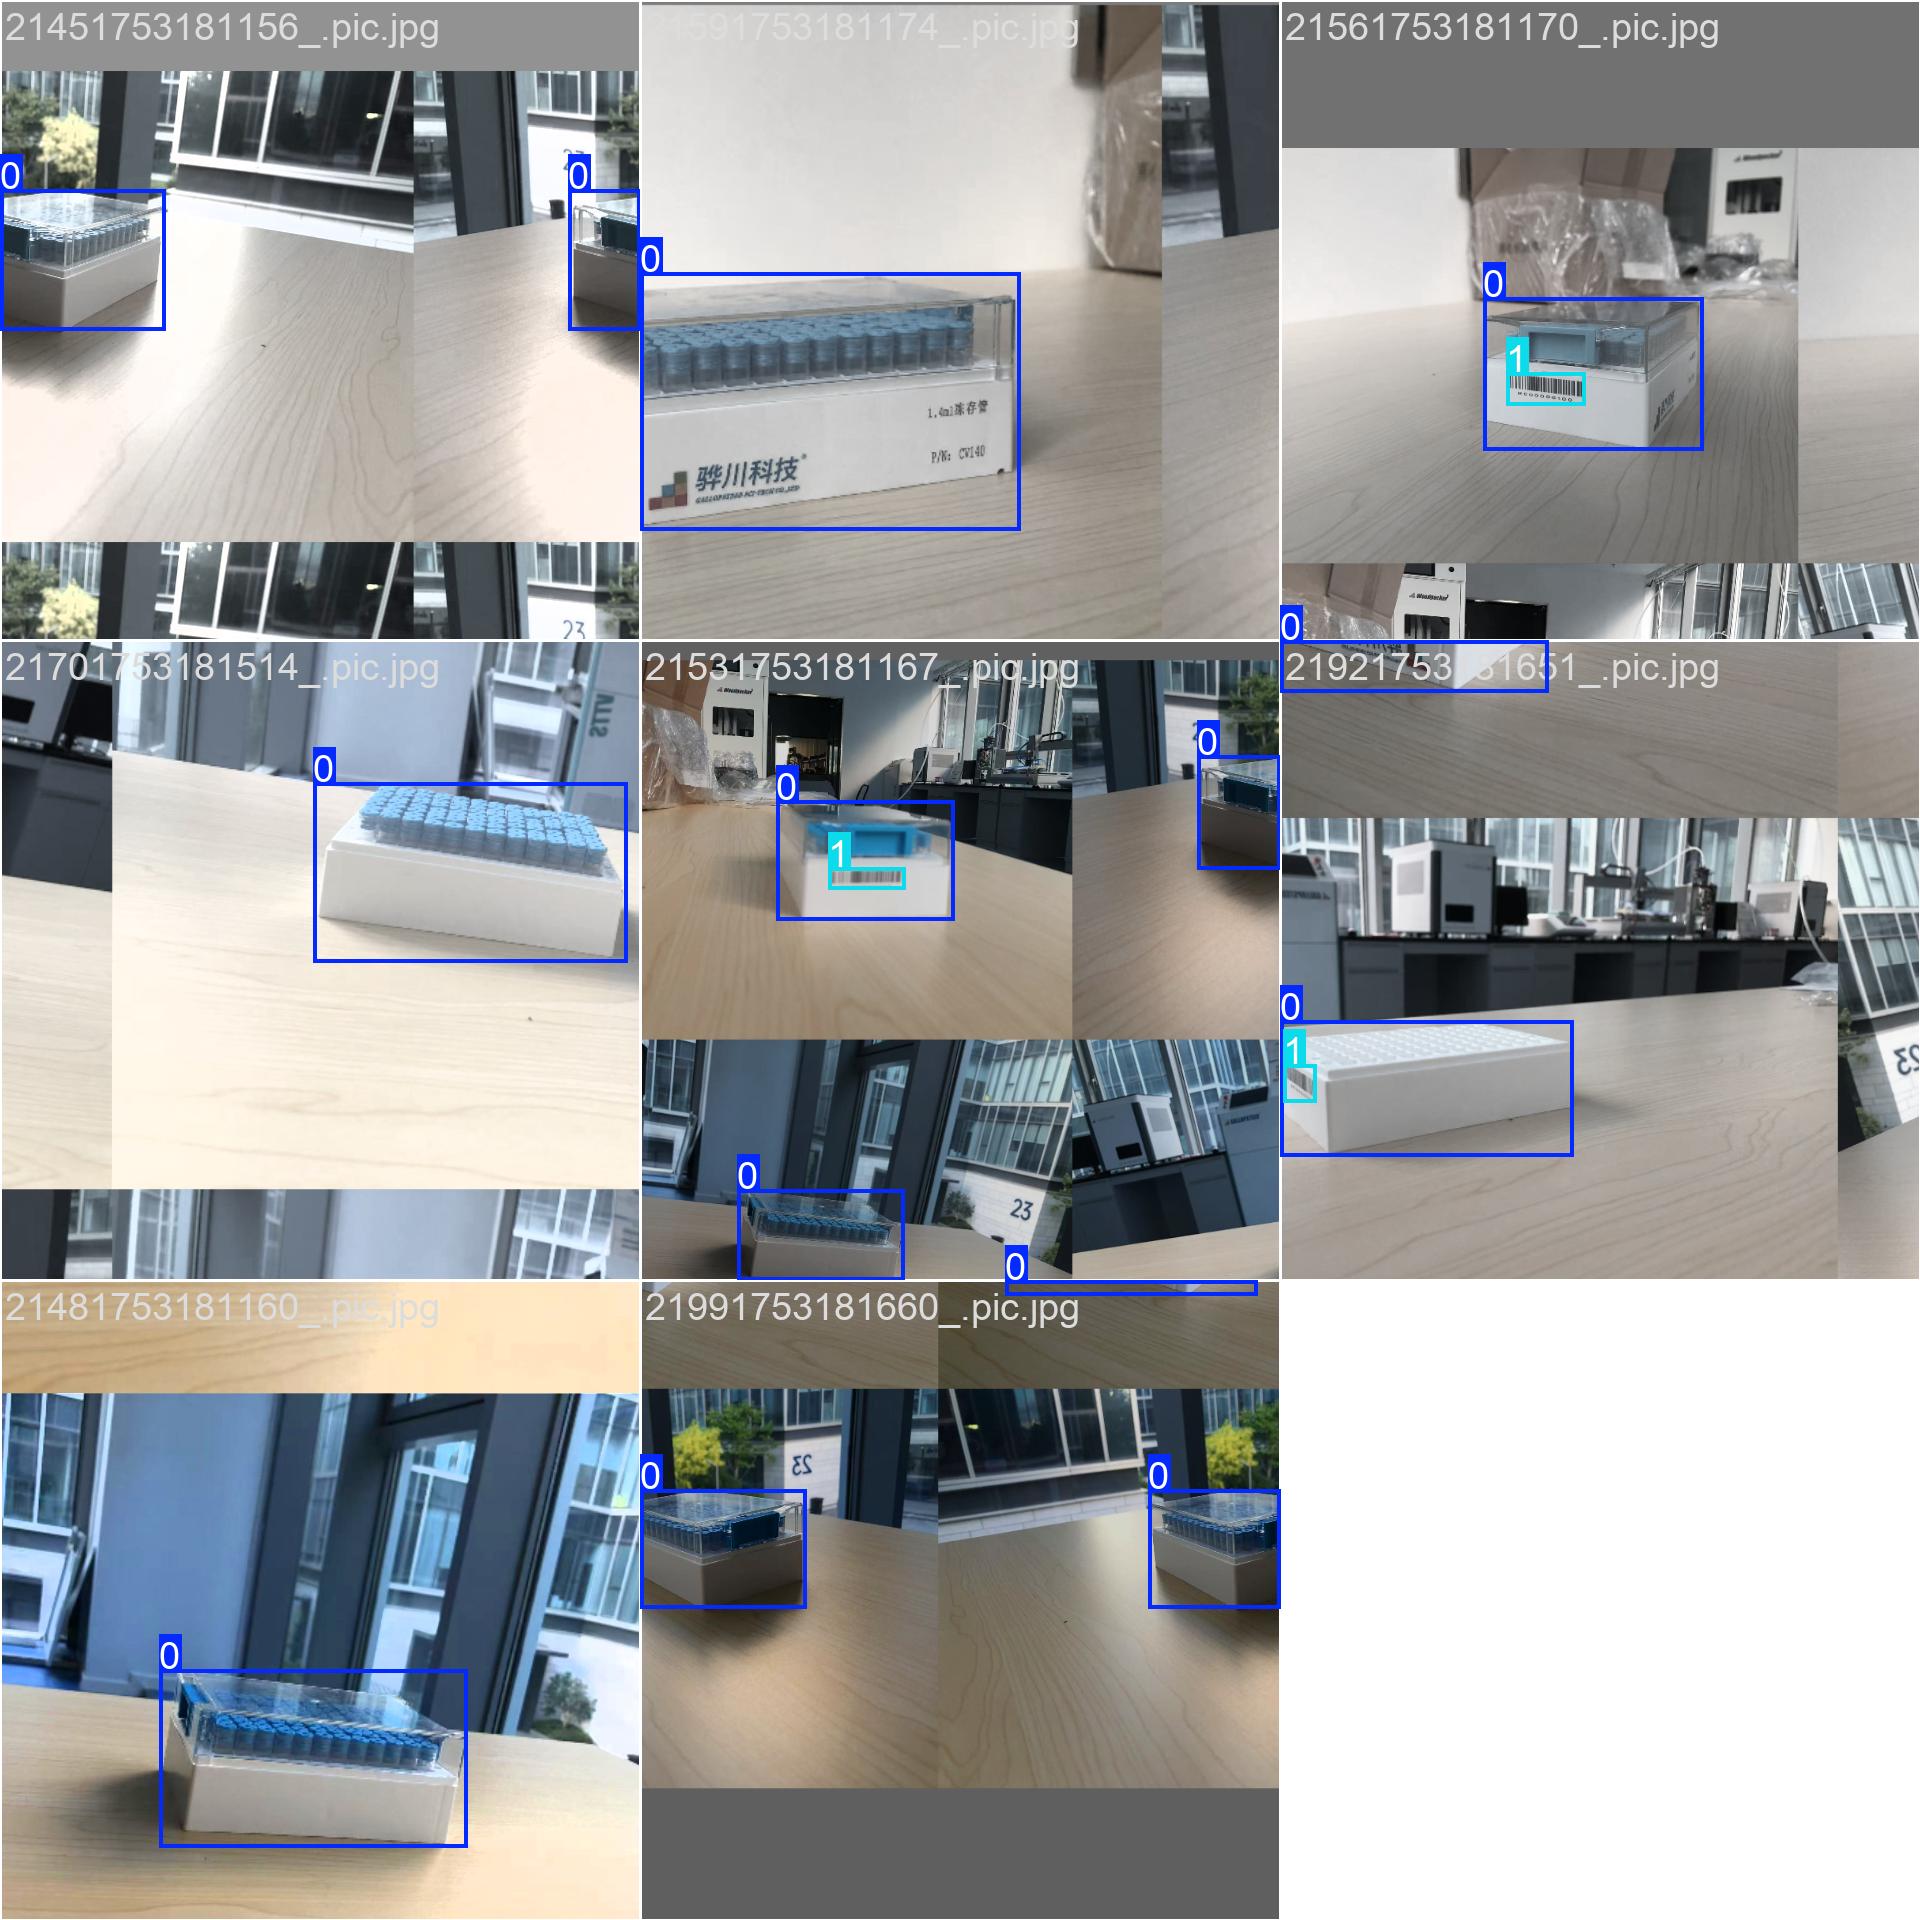 21451753181156_.pic.jpg
21591753181174_.pic.jpg
21561753181170_.pic.jpg
0
0
23
0
1.4ml冻存管
P/N: CV140
骅川科技
0
1
0
21701753181514_.pic.jpg
21531753181167_.pic.jpg
21921753181651_.pic.jpg
0
0
0
1
0
23
0
0
1
23
21481753181160_.pic.jpg
21991753181660_.pic.jpg
0
0
23
0